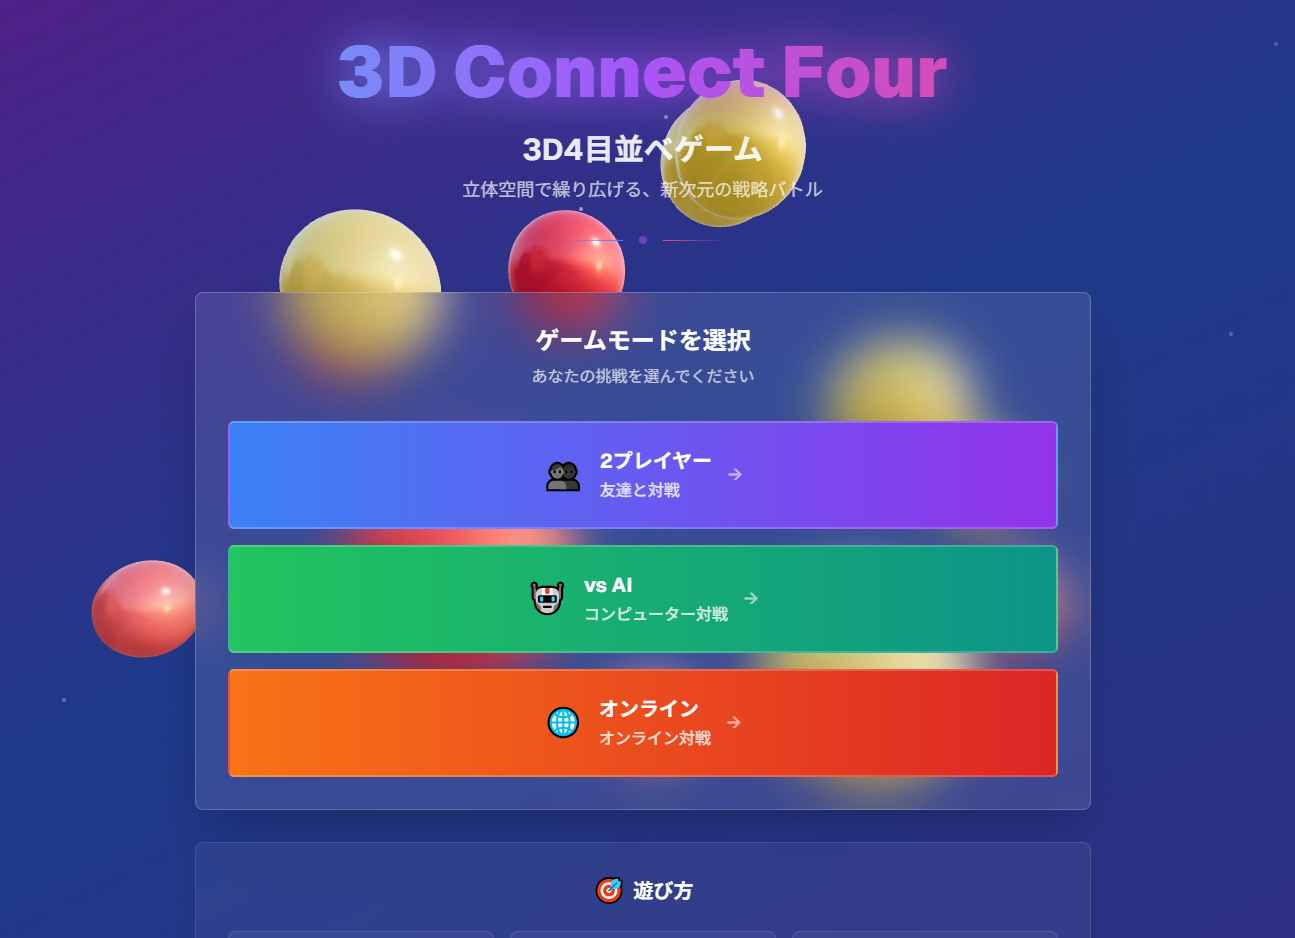 3D Connect Four
3D4目並べゲーム
立体空間で繰り広げる、新次元の戦略バトル
ゲームモードを選択
あなたの挑戦を選んでください
2プレイヤー
友達と対戦
vs AI
コンピューター対戦
オンライン
オンライン対戦
遊び方